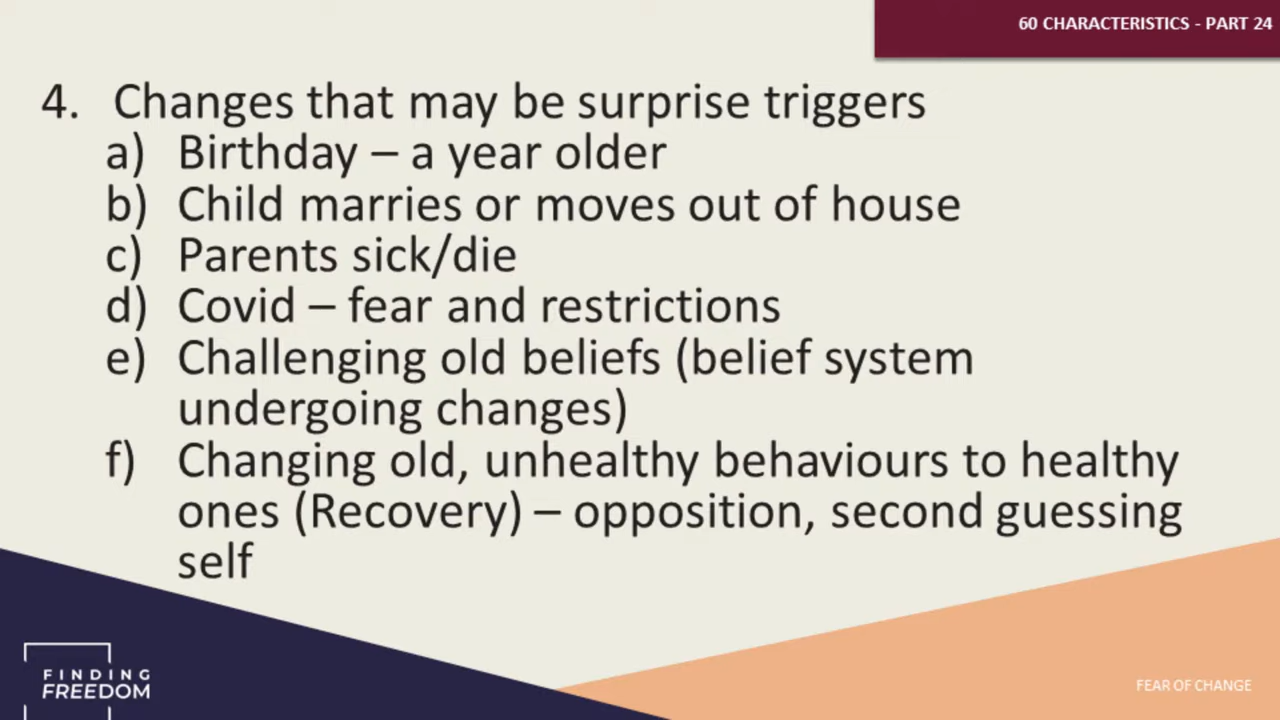 60 CHARACTERISTICS - PART 24
4. Changes that may be surprise triggers
a) Birthday – a year older
b) Child marries or moves out of house
c) Parents sick/die
d) Covid – fear and restrictions
e) Challenging old beliefs (belief system
undergoing changes)
f) Changing old, unhealthy behaviours to healthy
ones (Recovery) – opposition, second guessing
self
FINDING
FREEDOM
FEAR OF CHANGE